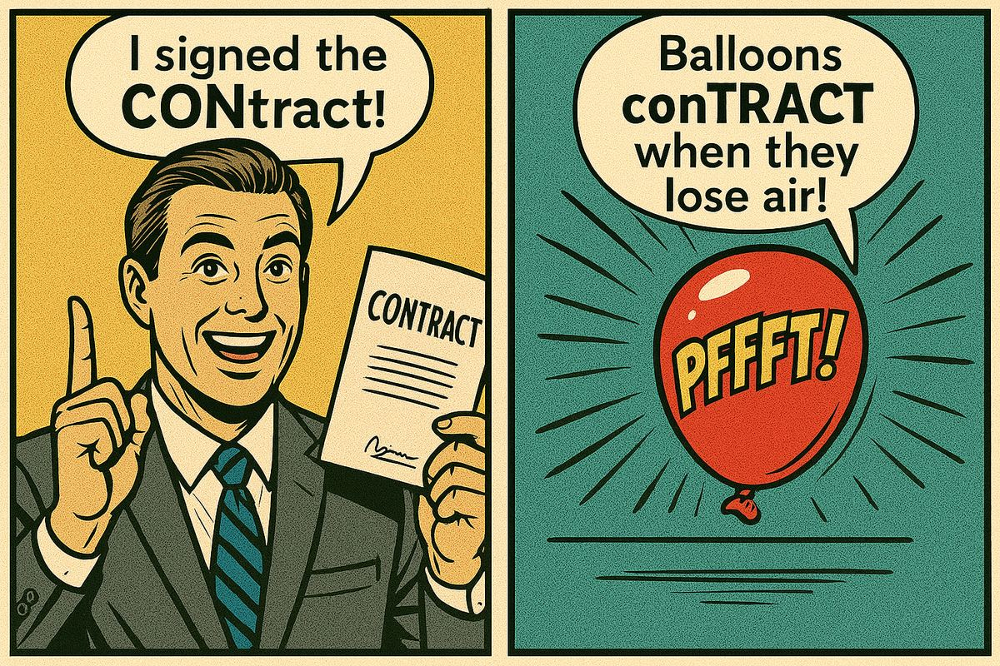 I signed the
CONtract!
CONTRACT
Balloons
conTRACT
when they
lose air!
PFFFT!